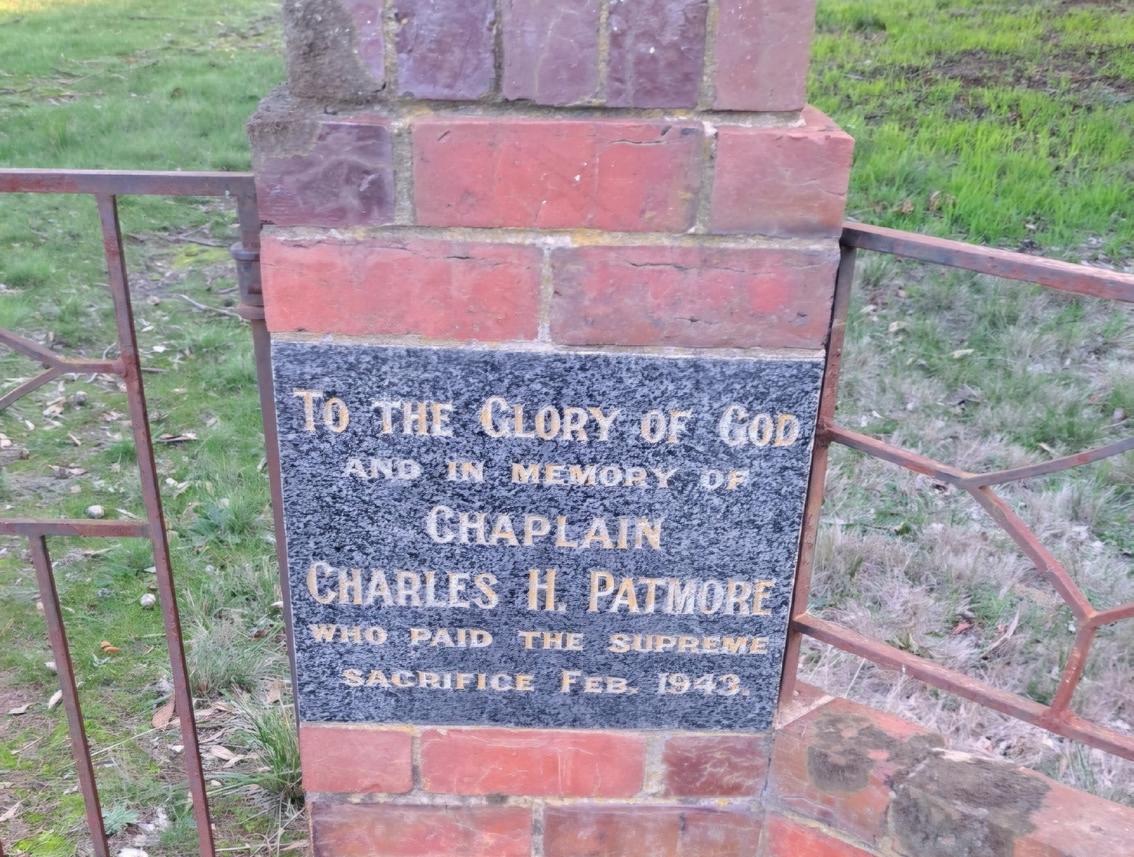 To the Glory of God
and in memory of
Chaplain
Charles H. Patmore
who paid the supreme
sacrifice Feb. 1943.